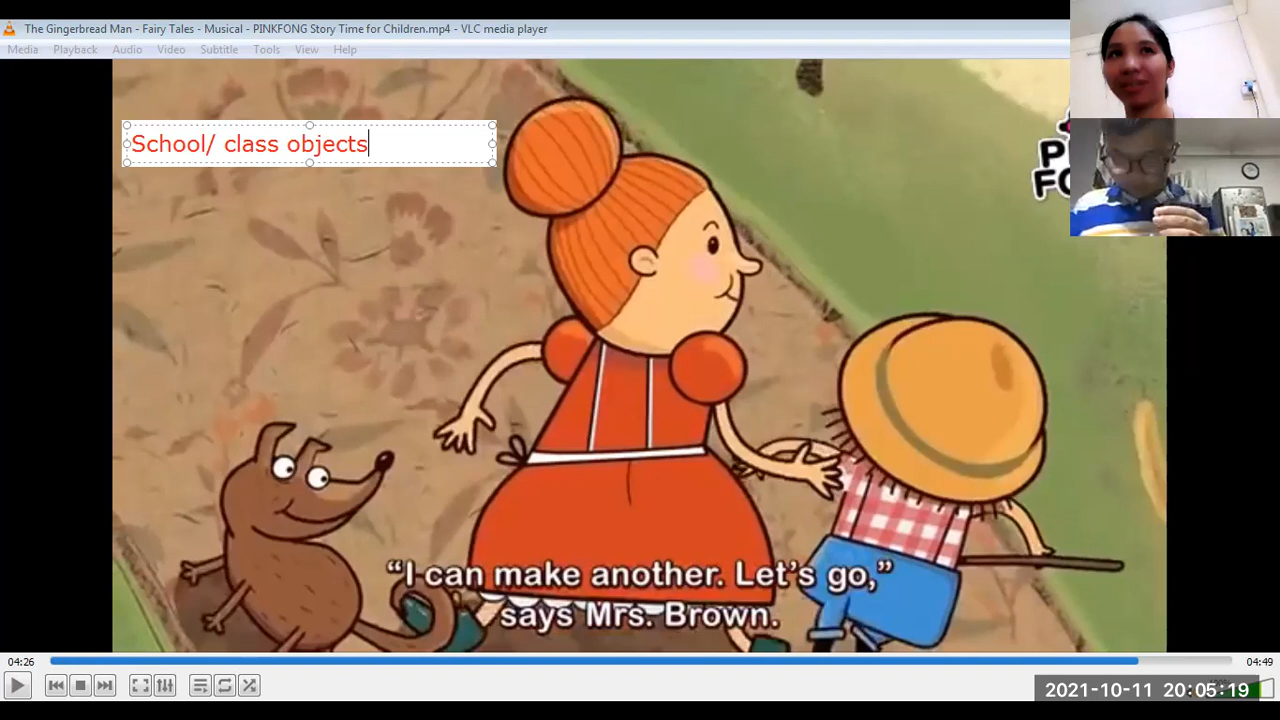 The Gingerbread Man - Fairy Tales - Musical - PINKFONG Story Time for Children.mp4 - VLC media player
Media Playback Audio Video Subtitle Tools View Help
School/ class objects
“I can make another. Let’s go,”
says Mrs. Brown.
04:26
04:49
2021-10-11 20:05:19